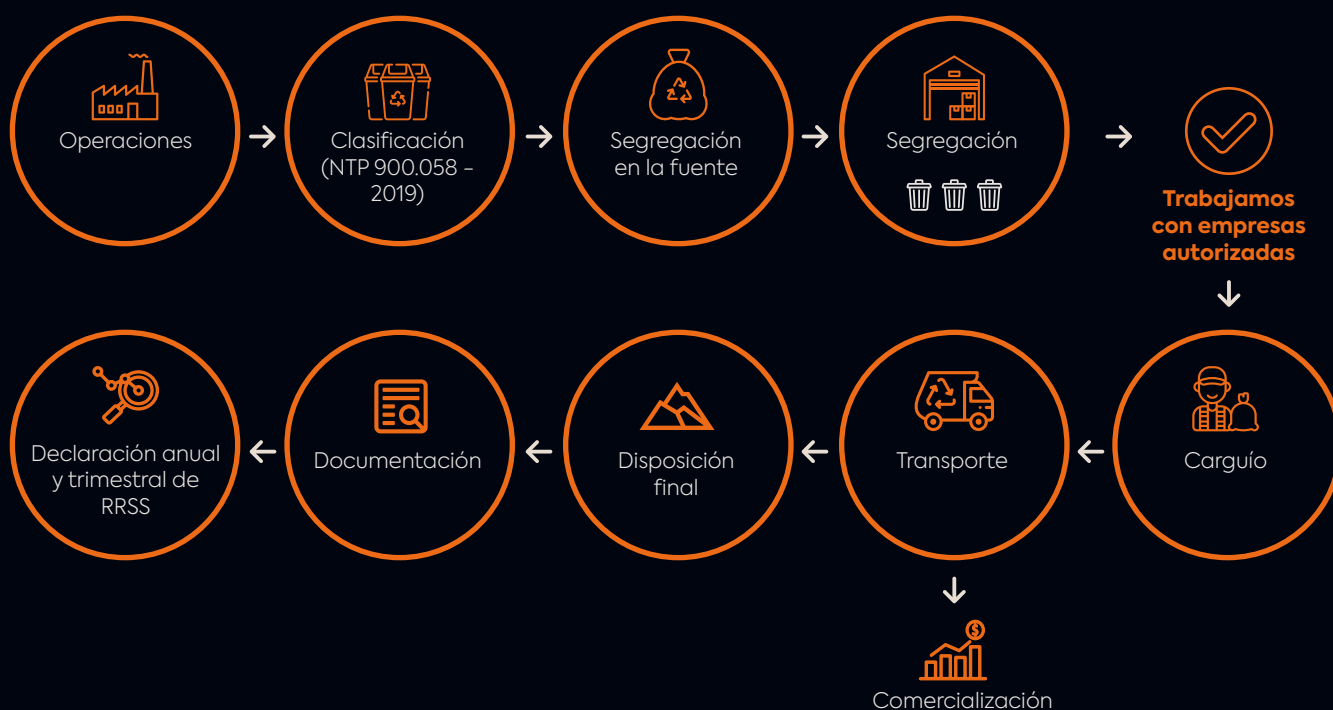 Operaciones
Clasificación
(NTP 900.058 -
2019)
Segregación
en la fuente
Segregación
Trabajamos
con empresas
autorizadas
Carguío
Transporte
Disposición
final
Documentación
Declaración anual
y trimestral de
RRSS
$
Comercialización